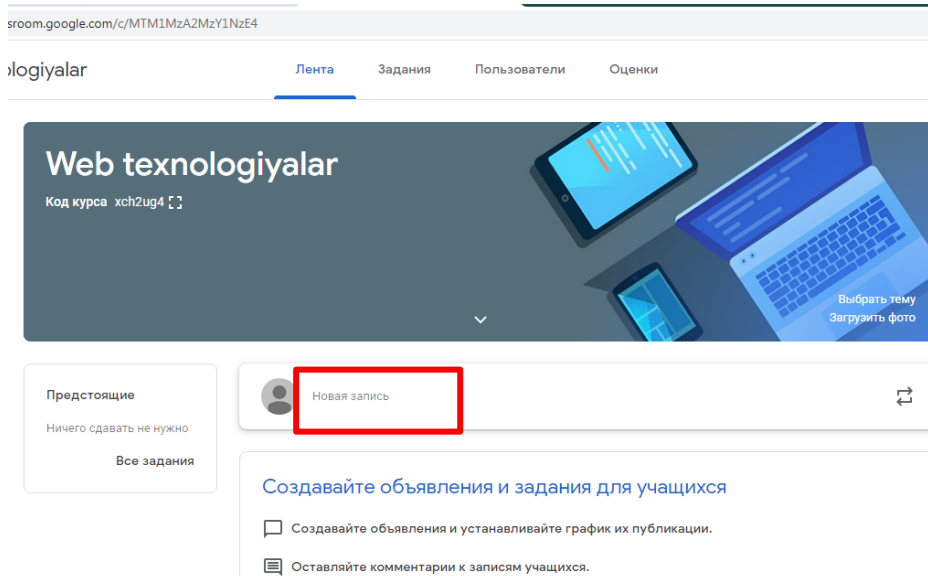 sroom.google.com/c/MTM1MzA2MzY1NzE4
ologiyalar
Лента Задания Пользователи Оценки
Web texnologiyalar
Код курса xch2ug4
Выбрать тему
Загрузить фото
Предстоящие
Ничего сдавать не нужно
Все задания
Новая запись
Создавайте объявления и задания для учащихся
Создавайте объявления и устанавливайте график их публикации.
Оставляйте комментарии к записям учащихся.